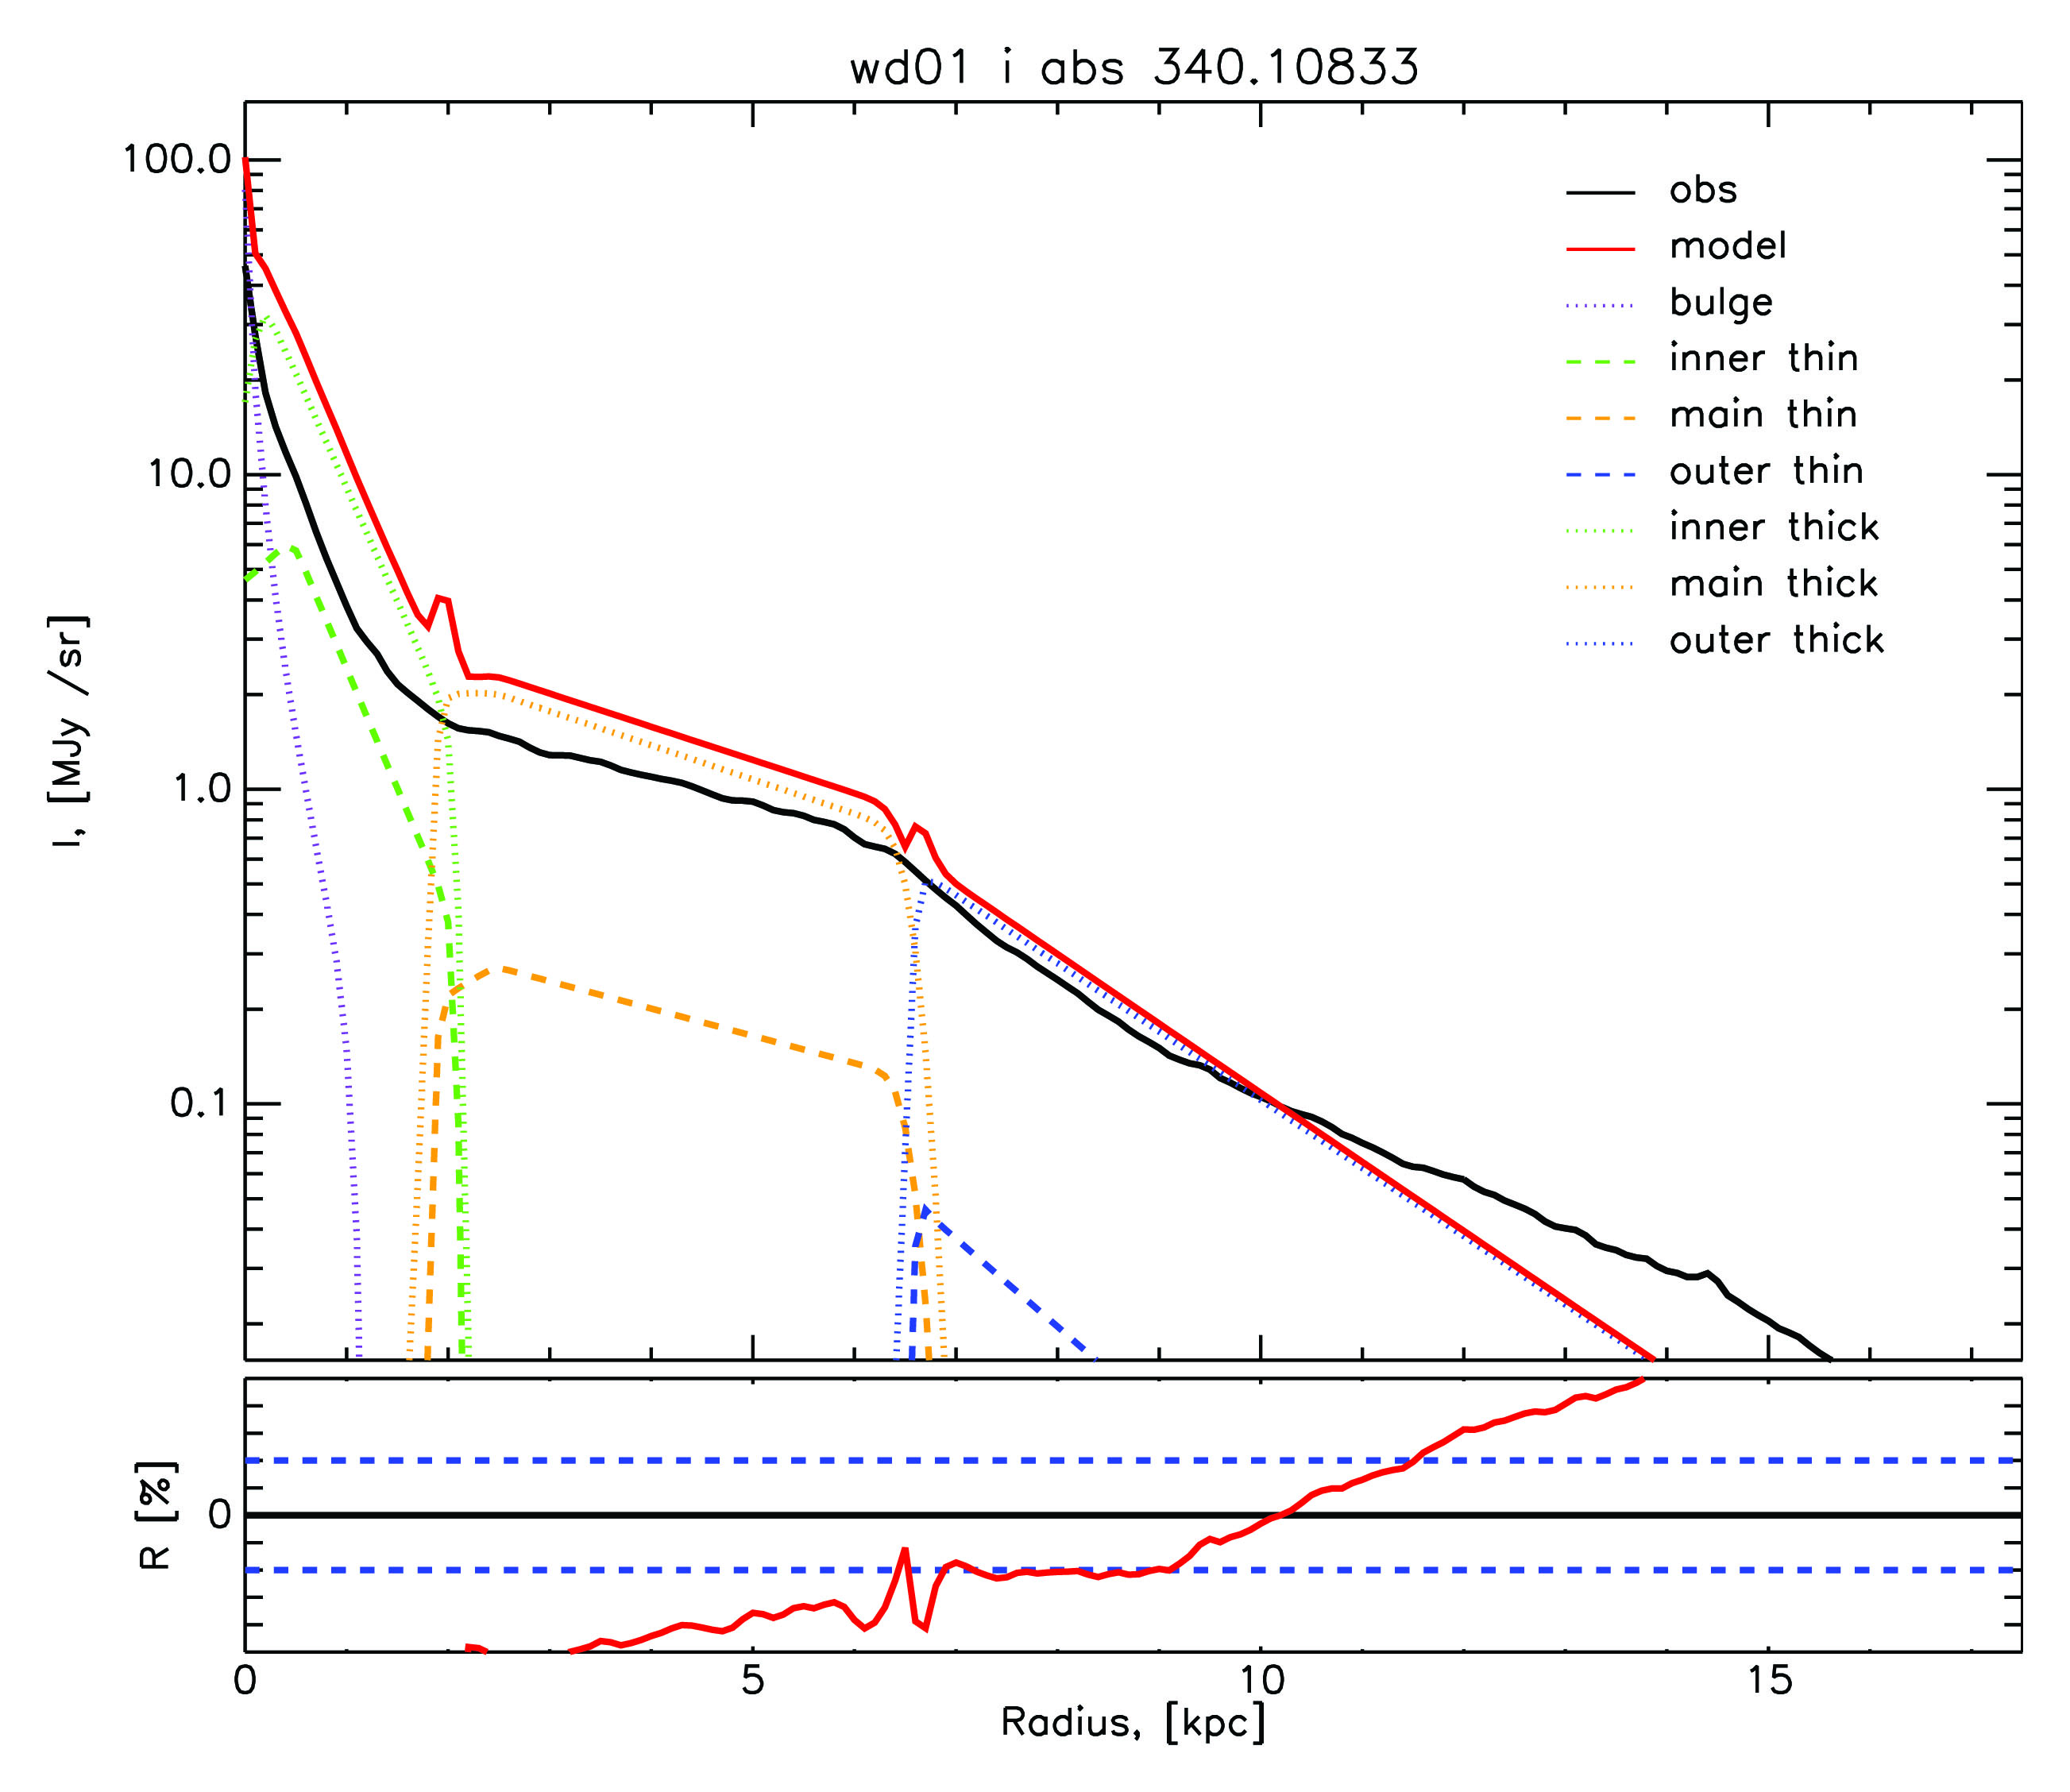 wd01 i abs 340.10833
100.0
10.0
1.0
0.1
I, [MJy /sr]
obs
model
bulge
inner thin
main thin
outer thin
inner thick
main thick
outer thick
R [%]
0
0 5 10 15
Radius, [kpc]